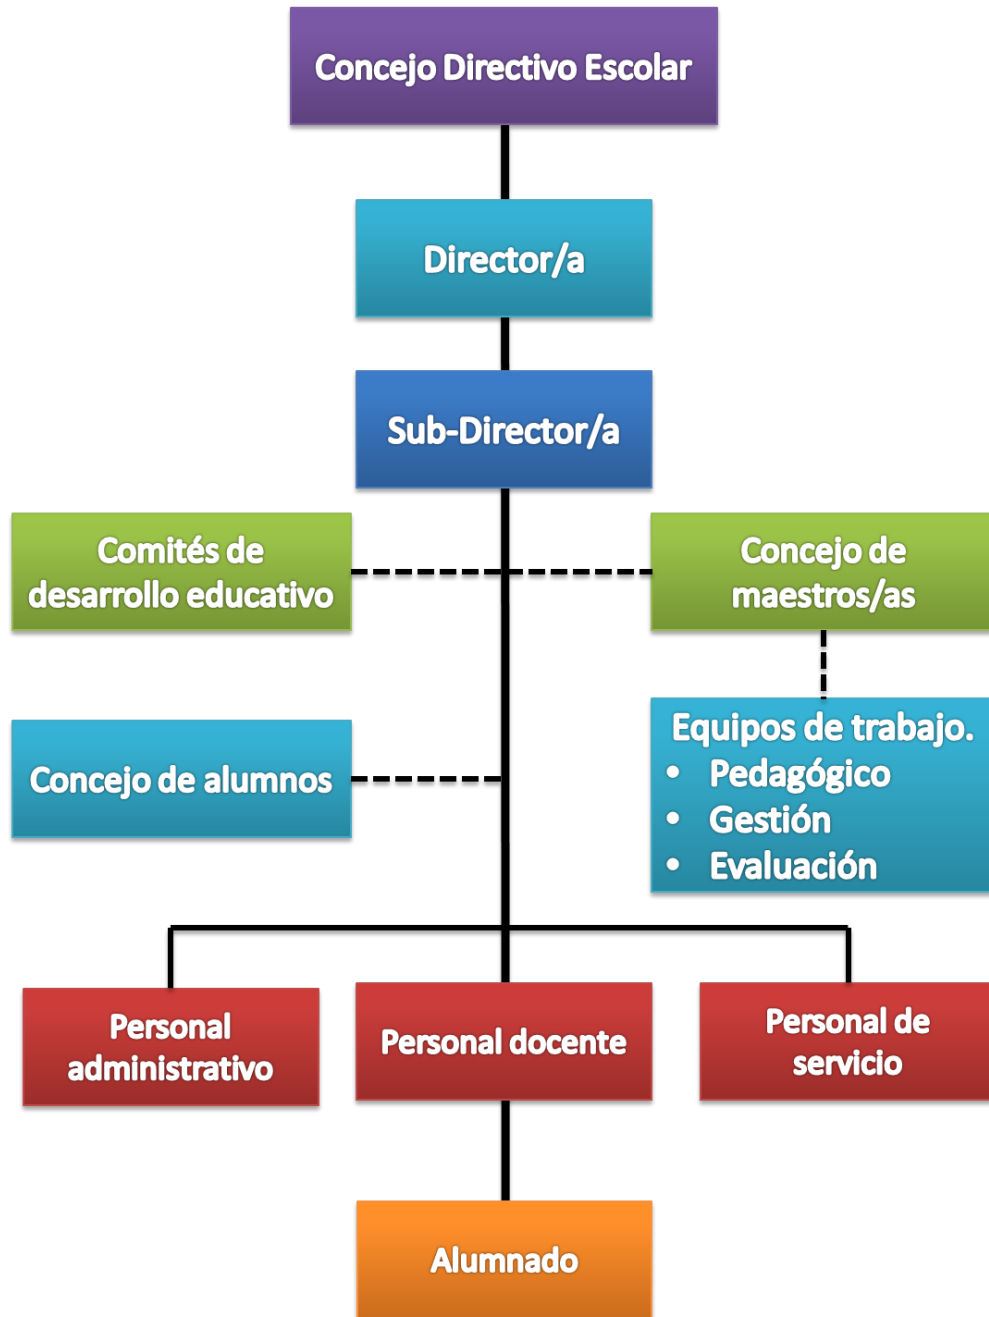 Concejo Directivo Escolar
Director/a
Sub-Director/a
Comités de
desarrollo educativo
Concejo de
maestros/as
Concejo de alumnos
Equipos de trabajo.
• Pedagógico
• Gestión
• Evaluación
Personal
administrativo
Personal docente
Personal de
servicio
Alumnado